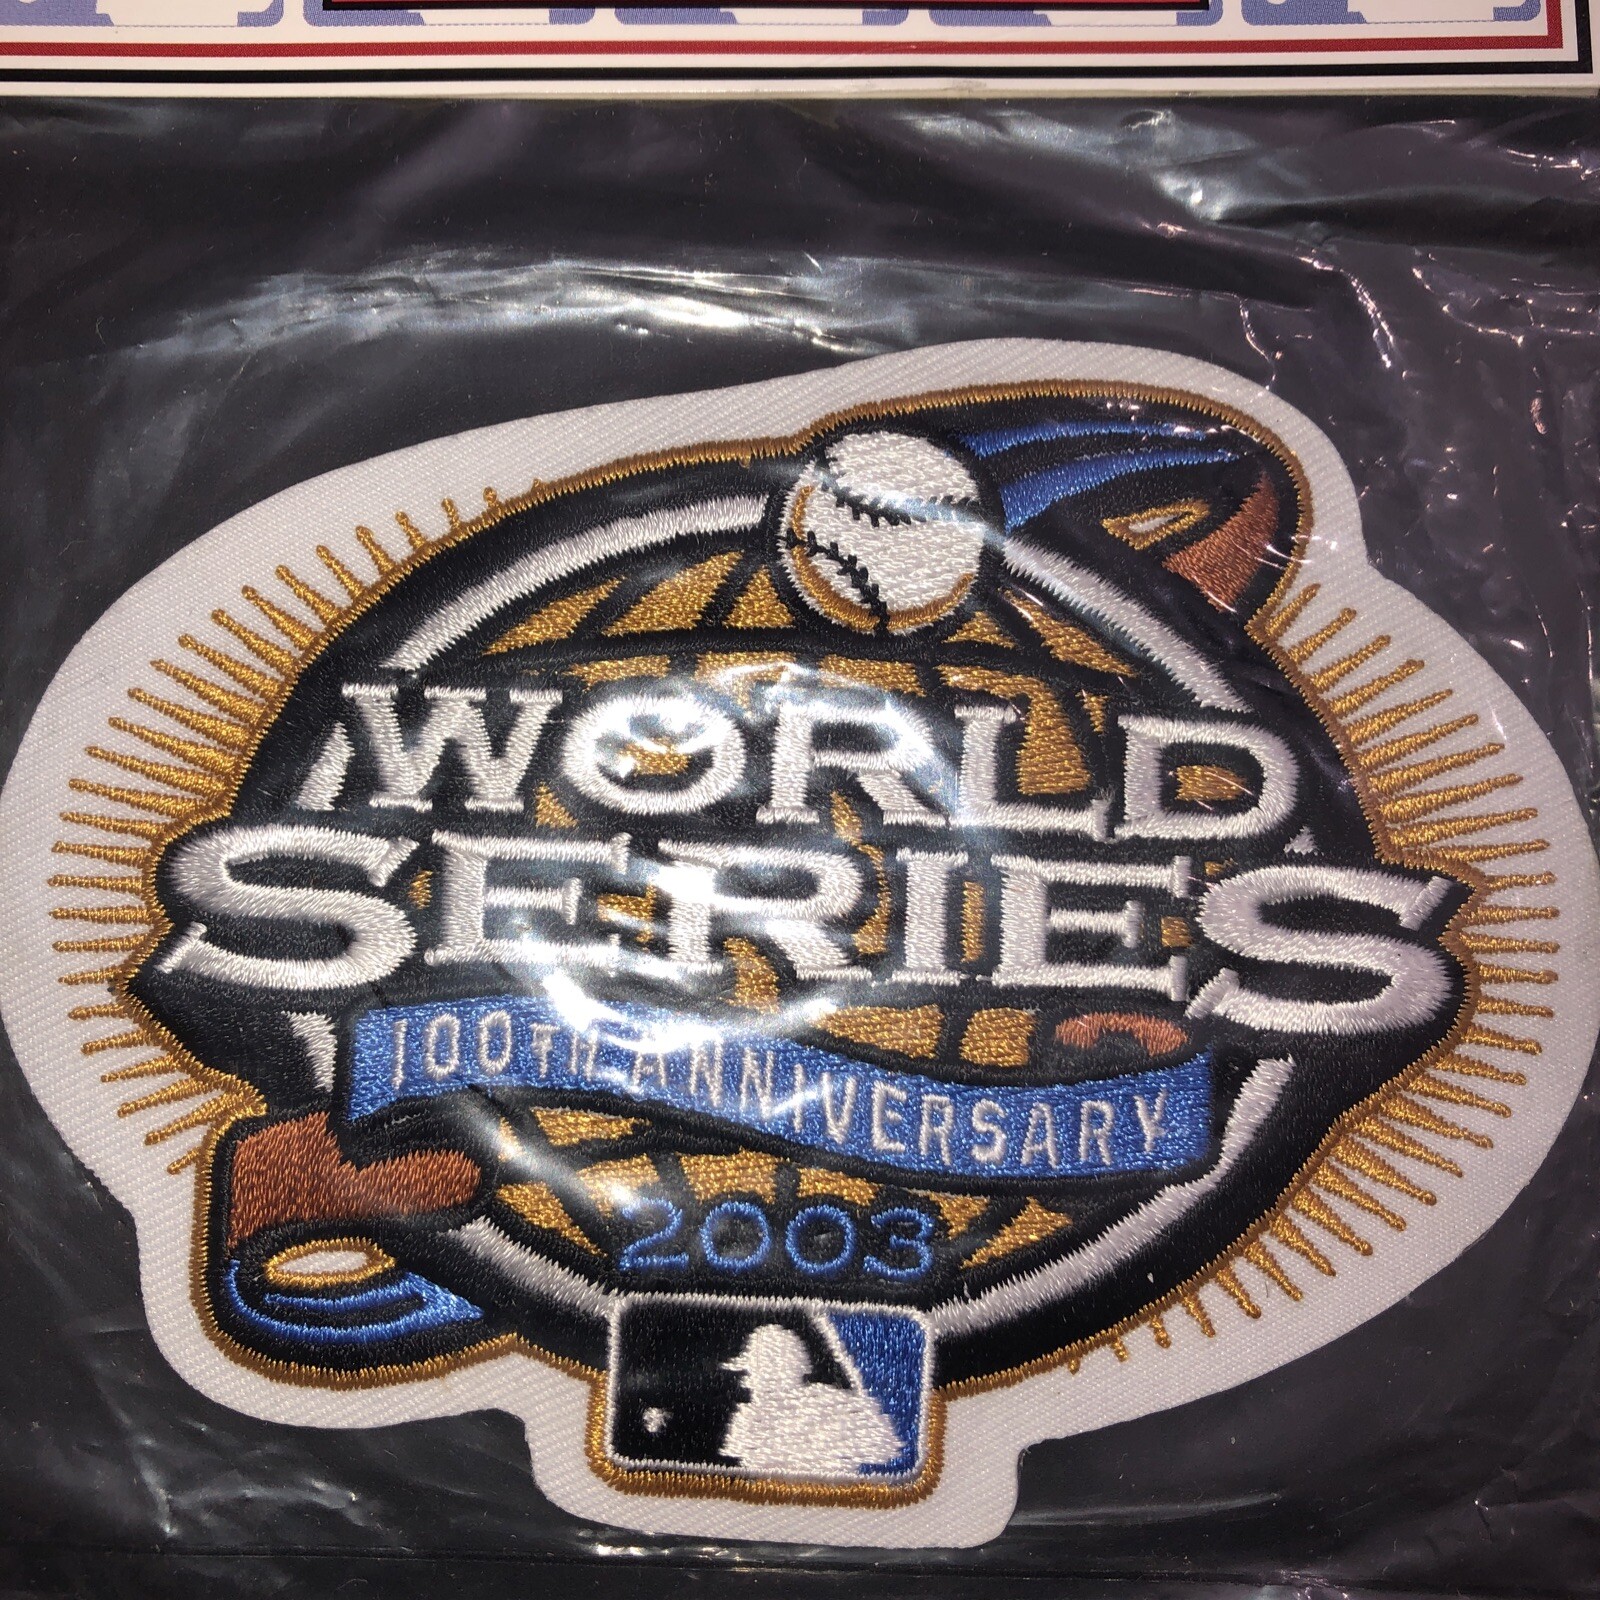 WORLD
SERIES
100TH ANNIVERSARY
2003